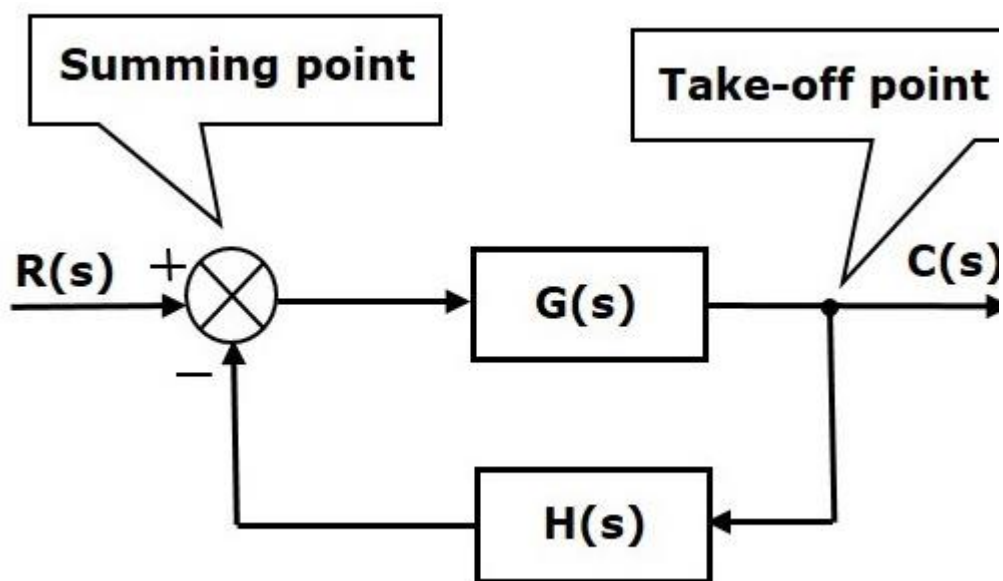 Summing point
Take-off point
R(s)
+
G(s)
C(s)
−
H(s)